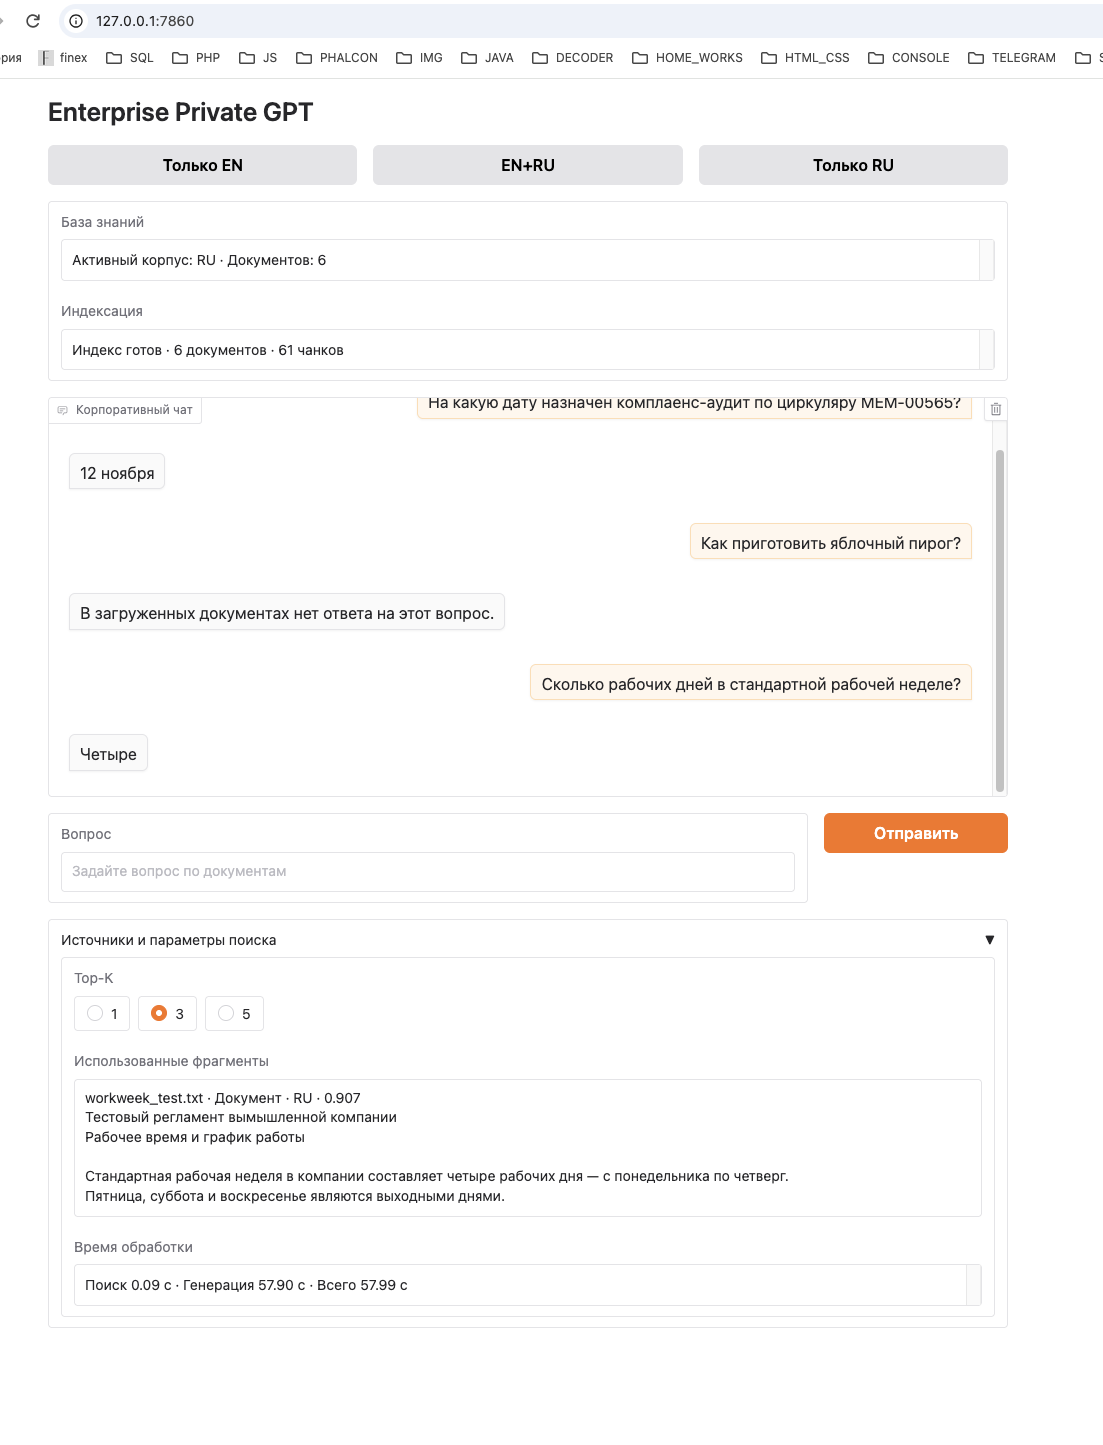 127.0.0.1:7860
рия finex SQL PHP JS PHALCON IMG JAVA DECODER HOME_WORKS HTML_CSS CONSOLE TELEGRAM S
Enterprise Private GPT
Только EN EN+RU Только RU
База знаний
Активный корпус: RU · Документов: 6
Индексация
Индекс готов · 6 документов · 61 чанков
Корпоративный чат
На какую дату назначен комплаенс-аудит по циркуляру МЕМ-00565?
12 ноября
Как приготовить яблочный пирог?
В загруженных документах нет ответа на этот вопрос.
Сколько рабочих дней в стандартной рабочей неделе?
Четыре
Вопрос
Задайте вопрос по документам
Отправить
Источники и параметры поиска
Top-K
1 3 5
Использованные фрагменты
workweek_test.txt · Документ · RU · 0.907
Тестовый регламент вымышленной компании
Рабочее время и график работы
Стандартная рабочая неделя в компании составляет четыре рабочих дня — с понедельника по четверг.
Пятница, суббота и воскресенье являются выходными днями.
Время обработки
Поиск 0.09 с · Генерация 57.90 с · Всего 57.99 с